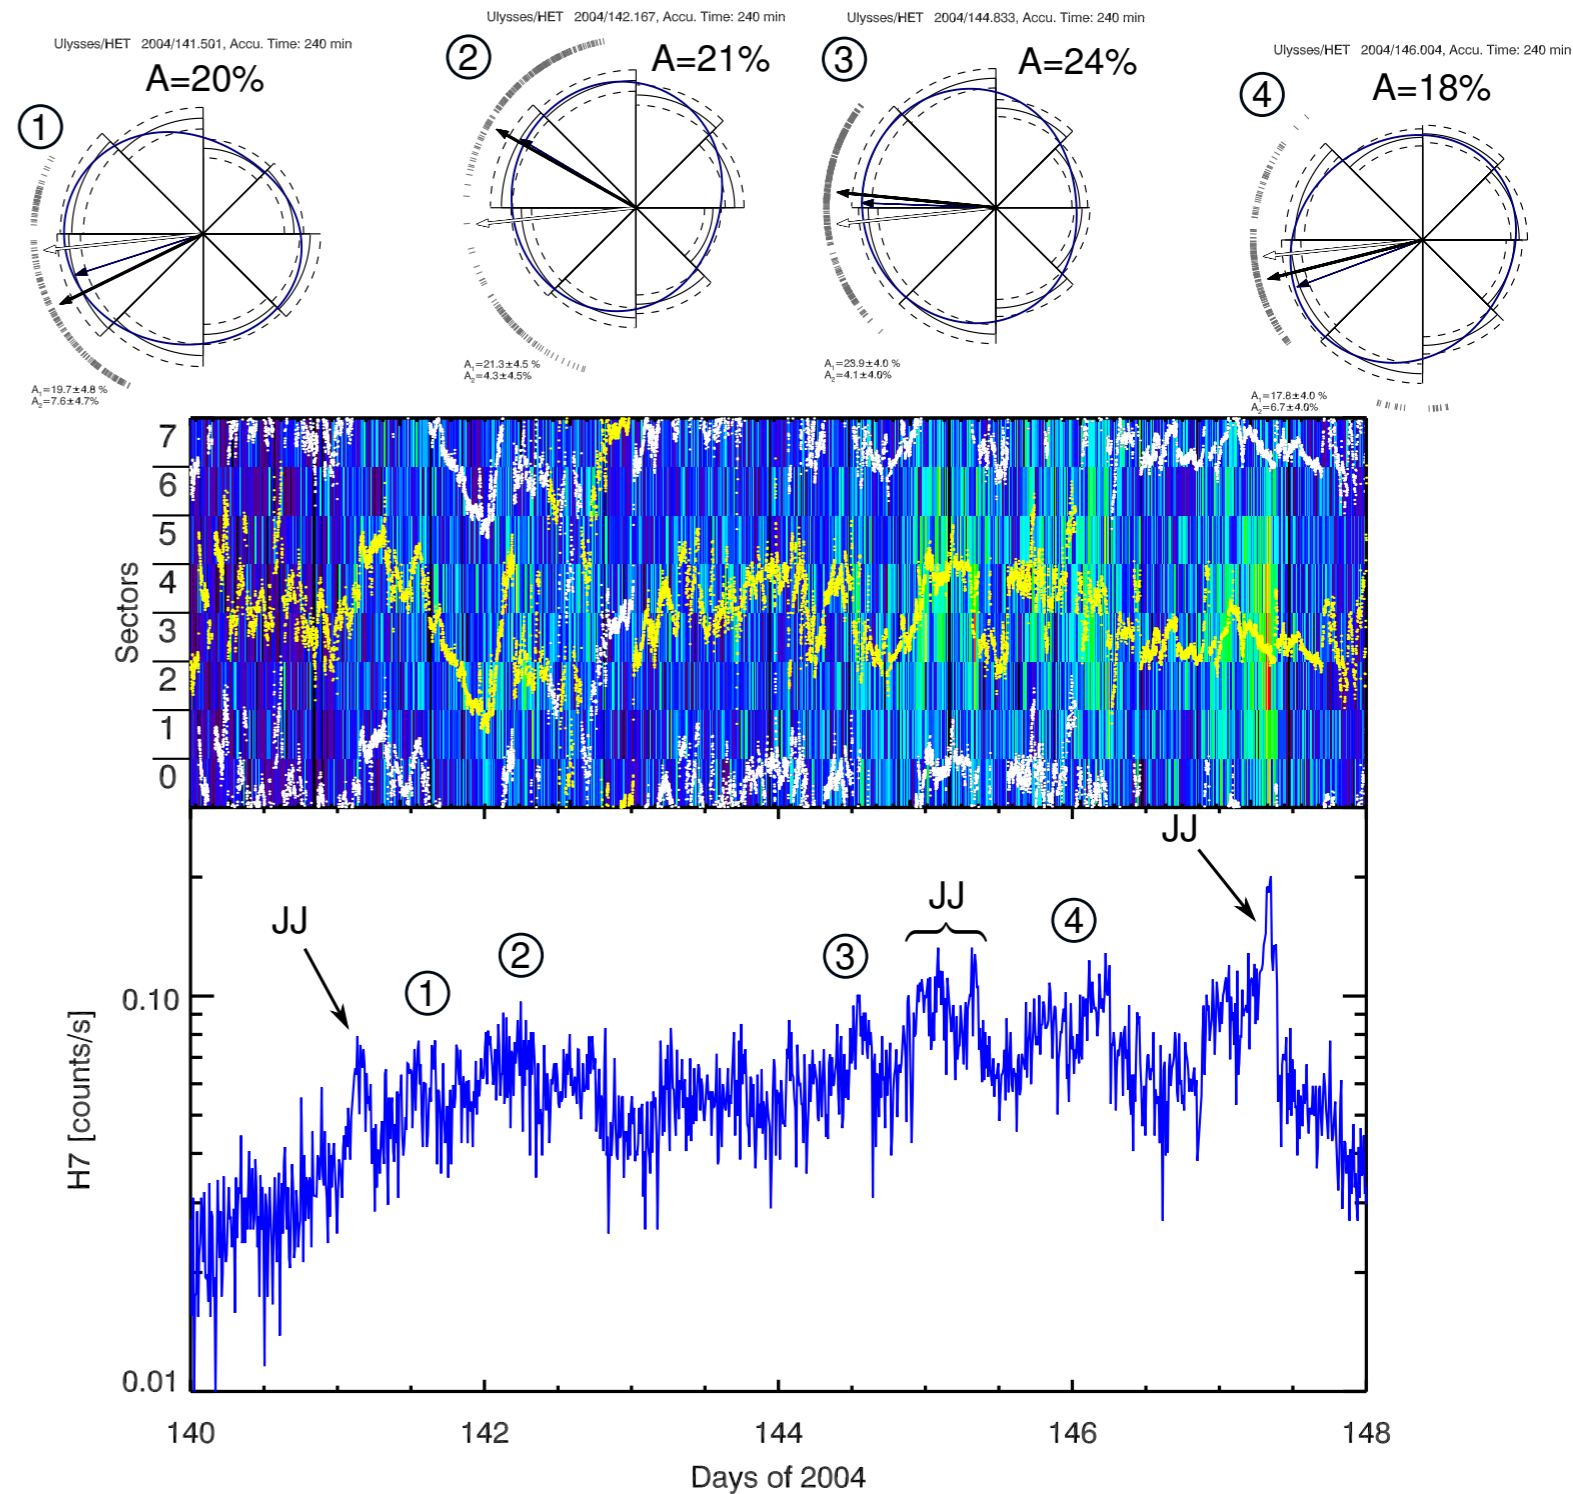 Ulysses/HET 2004/141.501, Accu. Time: 240 min
A=20%
1
A₁=19.7±4.8 %
A₂=7.6±4.7%
Ulysses/HET 2004/142.167, Accu. Time: 240 min
2
A=21%
A₁=21.3±4.5 %
A₂=4.3±4.5%
Ulysses/HET 2004/144.833, Accu. Time: 240 min
3
A=24%
A₁=23.9±4.0 %
A₂=4.1±4.0%
Ulysses/HET 2004/146.004, Accu. Time: 240 min
4
A=18%
A₁=17.8±4.0 %
A₂=6.7±4.0%
Sectors
7
6
5
4
3
2
1
0
JJ
1
2
3
JJ
4
JJ
H7 [counts/s]
0.10
0.01
140
142
144
146
148
Days of 2004